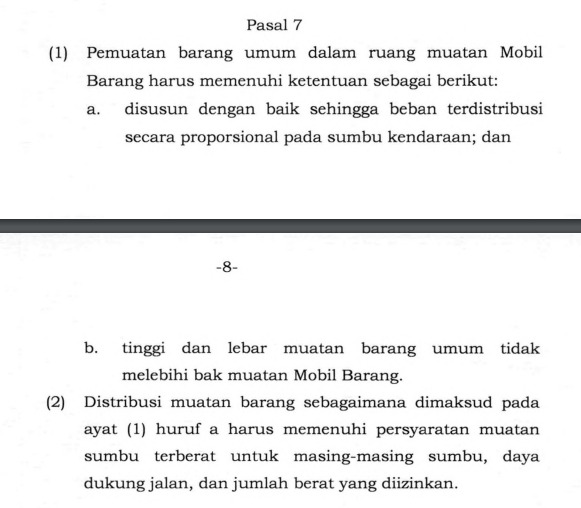 Pasal 7
(1) Pemuatan barang umum dalam ruang muatan Mobil
Barang harus memenuhi ketentuan sebagai berikut:
a. disusun dengan baik sehingga beban terdistribusi
secara proporsional pada sumbu kendaraan; dan
-8-
b. tinggi dan lebar muatan barang umum tidak
melebihi bak muatan Mobil Barang.
(2) Distribusi muatan barang sebagaimana dimaksud pada
ayat (1) huruf a harus memenuhi persyaratan muatan
sumbu terberat untuk masing-masing sumbu, daya
dukung jalan, dan jumlah berat yang diizinkan.